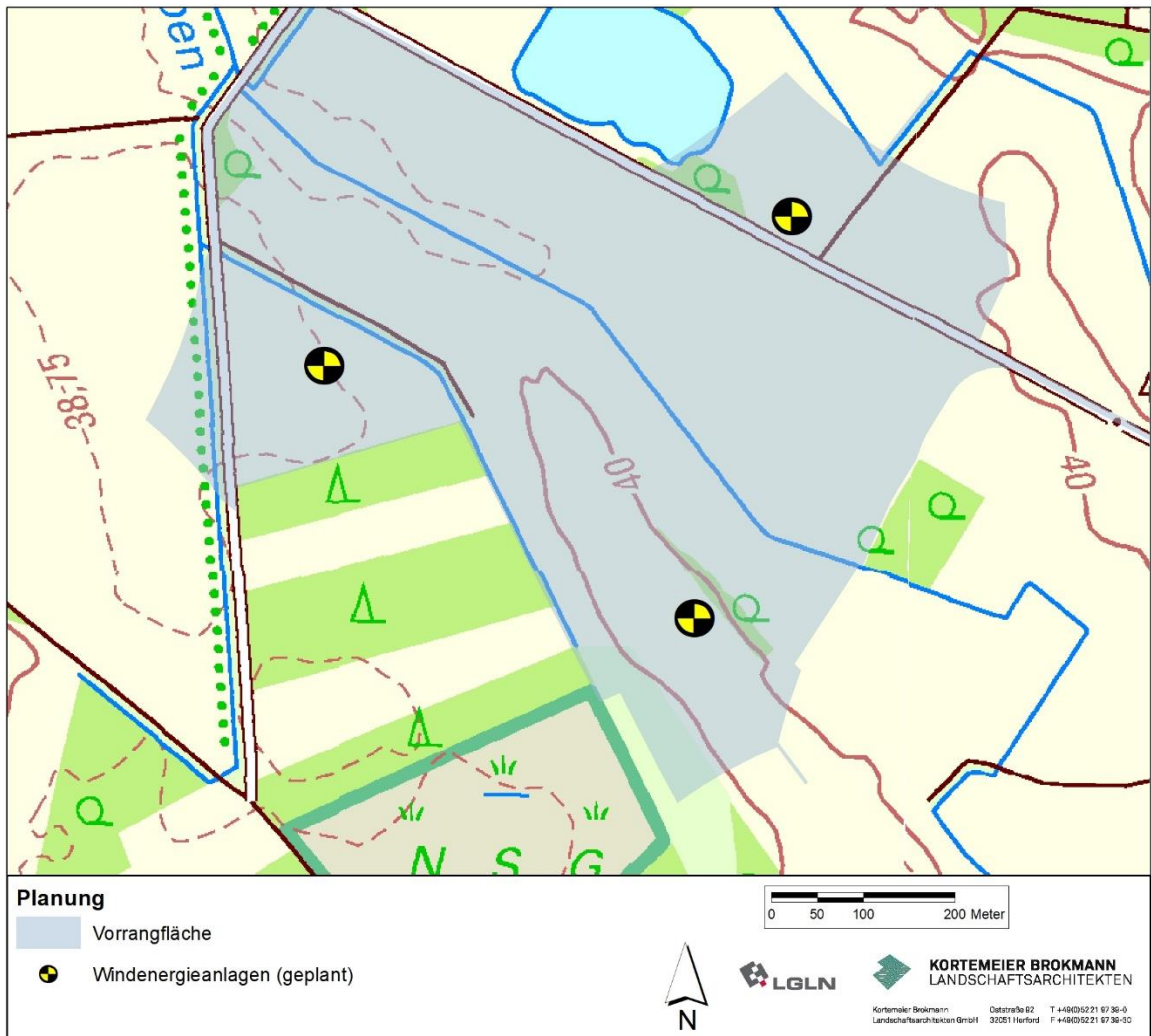 ben
38,75
40
40
N S G
Planung
Vorrangfläche
Windenergieanlagen (geplant)
0 50 100 200 Meter
N
LGLN
KORTEMEIER BROKMANN
LANDSCHAFTSARCHITEKTEN
Kortemeier Brokmann Oststraße 92 T +49(0)5221 9739-0
Landschaftsarchitekten GmbH 32051 Herford F +49(0)5221 9739-30